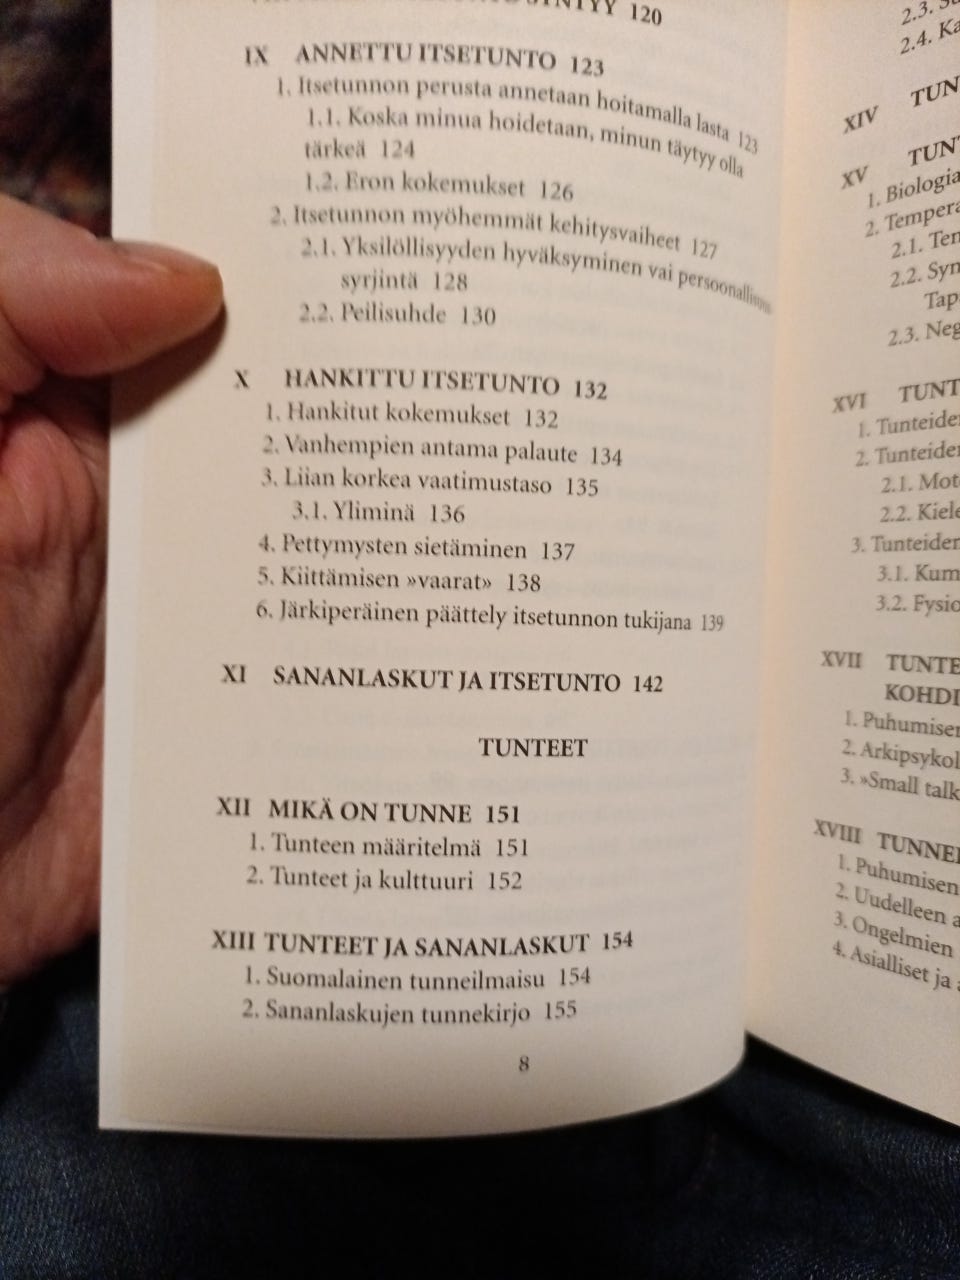 120
IX ANNETTU ITSETUNTO 123
1. Itsetunnon perusta annetaan hoitamalla lasta 123
1.1. Koska minua hoidetaan, minun täytyy olla
tärkeä 124
1.2. Eron kokemukset 126
2. Itsetunnon myöhemmät kehitysvaiheet 127
2.1. Yksilöllisyyden hyväksyminen vai persoonallisuuden
syrjintä 128
2.2. Peilisuhde 130
X HANKITTU ITSETUNTO 132
1. Hankitut kokemukset 132
2. Vanhempien antama palaute 134
3. Liian korkea vaatimustaso 135
3.1. Yliminä 136
4. Pettymysten sietäminen 137
5. Kiittämisen »vaarat» 138
6. Järkiperäinen päättely itsetunnon tukijana 139
XI SANANLASKUT JA ITSETUNTO 142
TUNTEET
XII MIKÄ ON TUNNE 151
1. Tunteen määritelmä 151
2. Tunteet ja kulttuuri 152
XIII TUNTEET JA SANANLASKUT 154
1. Suomalainen tunneilmaisu 154
2. Sananlaskujen tunnekirjo 155
8
2.3.
2.4. Ka
XIV TUN
XV TUNT
1. Biologia
2. Tempera
2.1. Tem
2.2. Syn
Tap
2.3. Neg
XVI TUNT
1. Tunteider
2. Tunteider
2.1. Mot
2.2. Kiele
3. Tunteider
3.1. Kum
3.2. Fysio
XVII TUNTE
KOHDI
1. Puhumiser
2. Arkipsykol
3. »Small talk
XVIII TUNNEI
1. Puhumisen
2. Uudelleen a
3. Ongelmien
4. Asialliset ja a